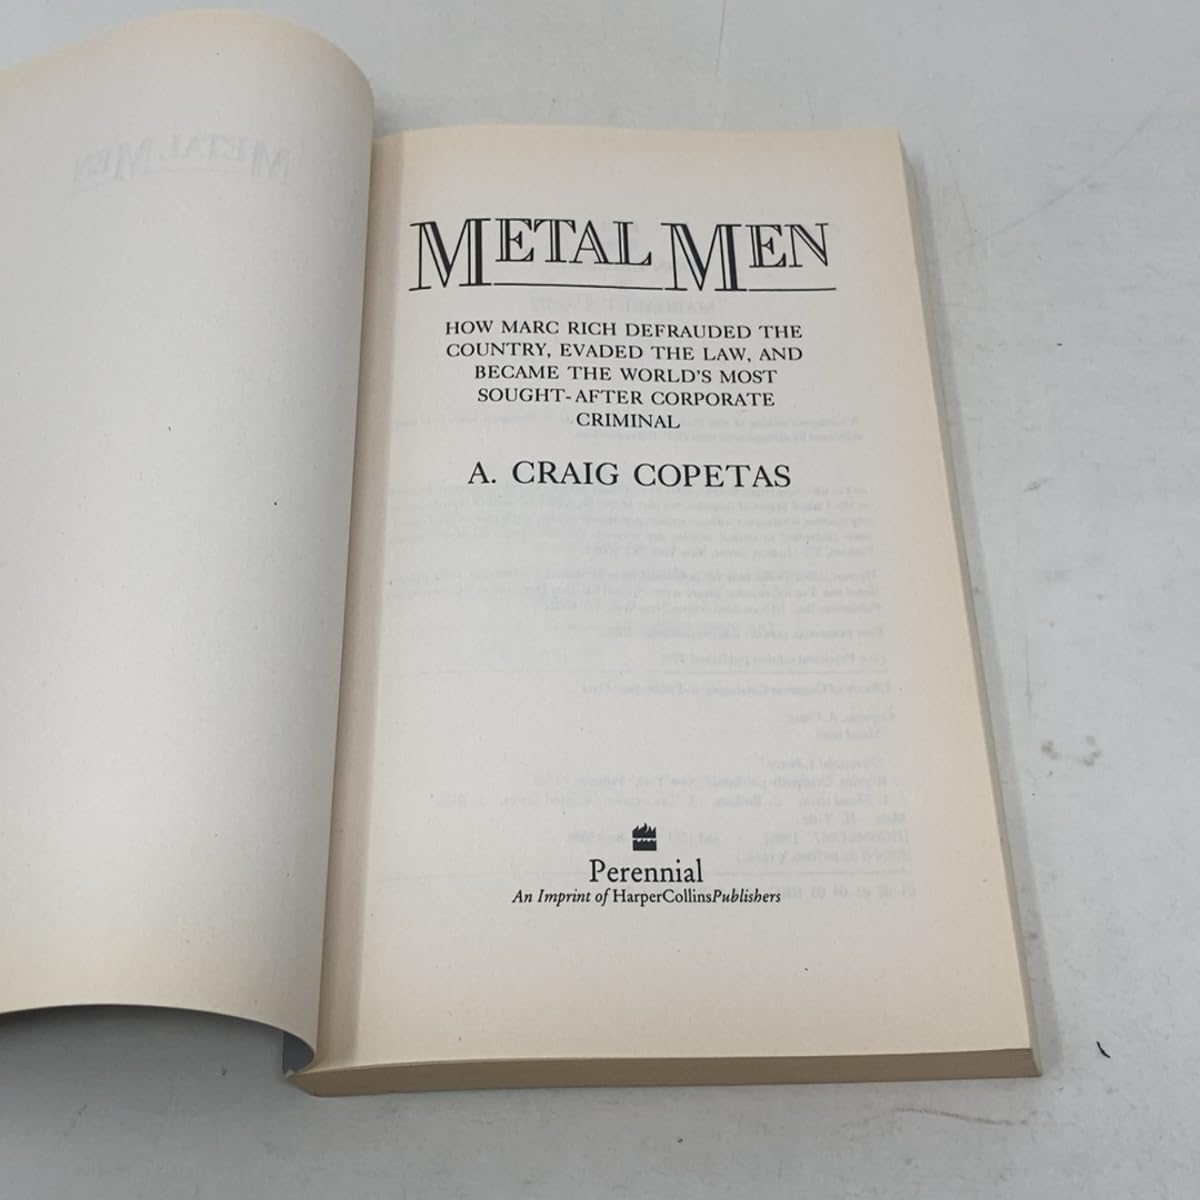 METAL MEN
HOW MARC RICH DEFRAUDED THE
COUNTRY, EVADED THE LAW, AND
BECAME THE WORLD'S MOST
SOUGHT-AFTER CORPORATE
CRIMINAL
A. CRAIG COPETAS
Perennial
An Imprint of HarperCollinsPublishers